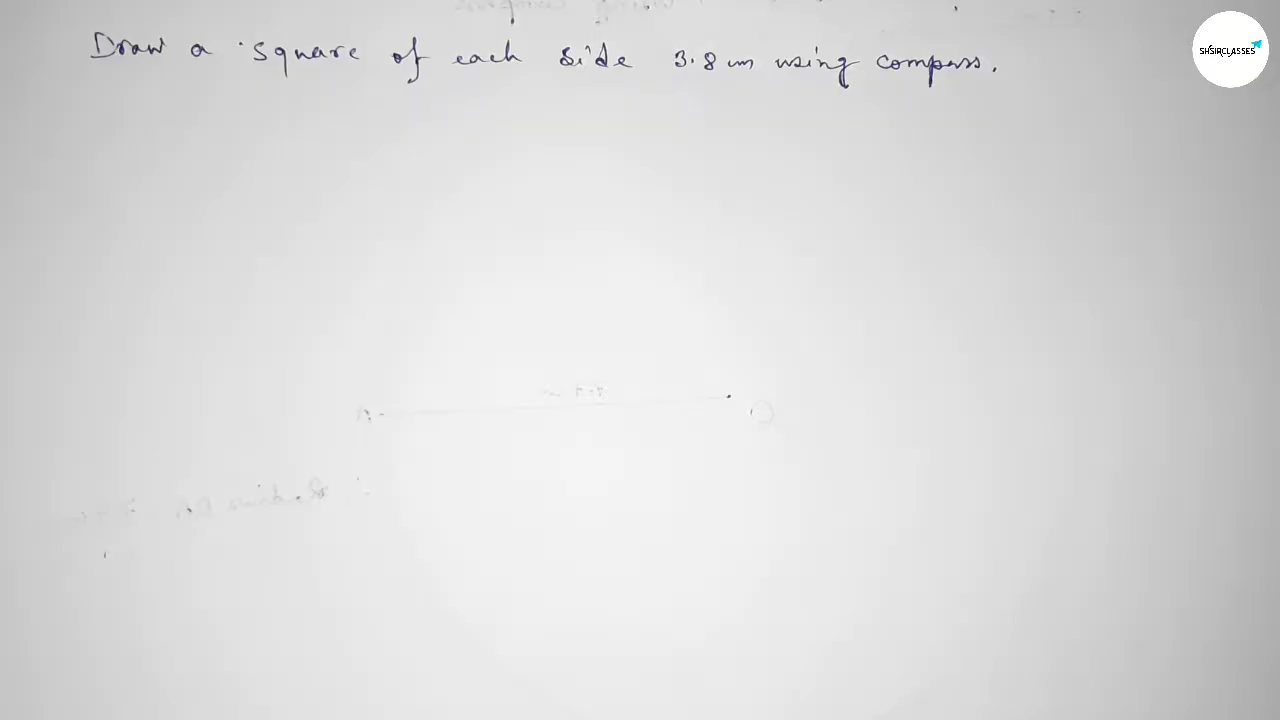 SHSIRCLASSES
Draw a square of each side 3.8 cm using compass.